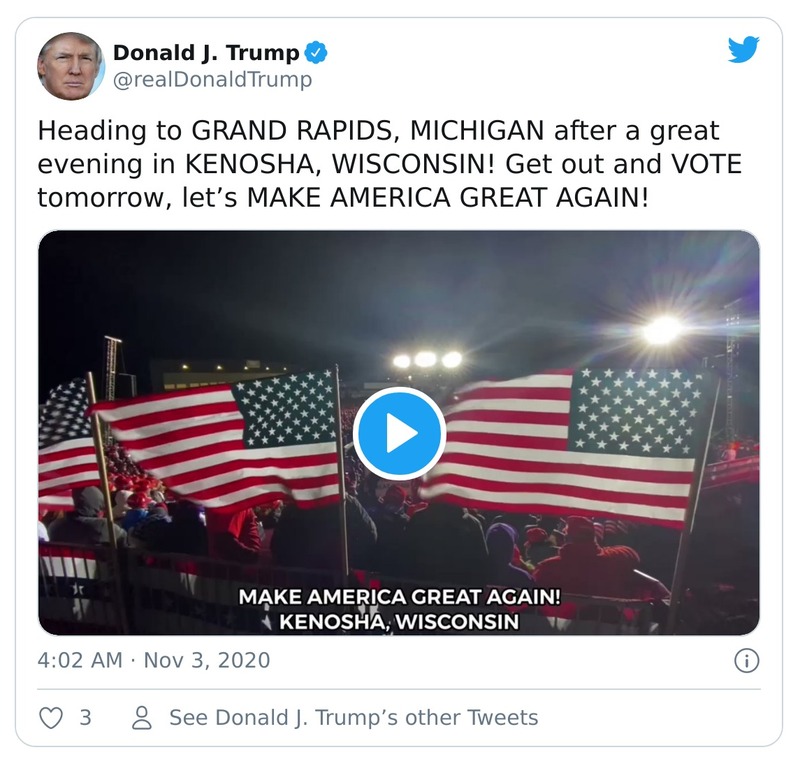 Donald J. Trump
@realDonaldTrump
Heading to GRAND RAPIDS, MICHIGAN after a great
evening in KENOSHA, WISCONSIN! Get out and VOTE
tomorrow, let’s MAKE AMERICA GREAT AGAIN!
MAKE AMERICA GREAT AGAIN!
KENOSHA, WISCONSIN
4:02 AM · Nov 3, 2020
3 See Donald J. Trump’s other Tweets